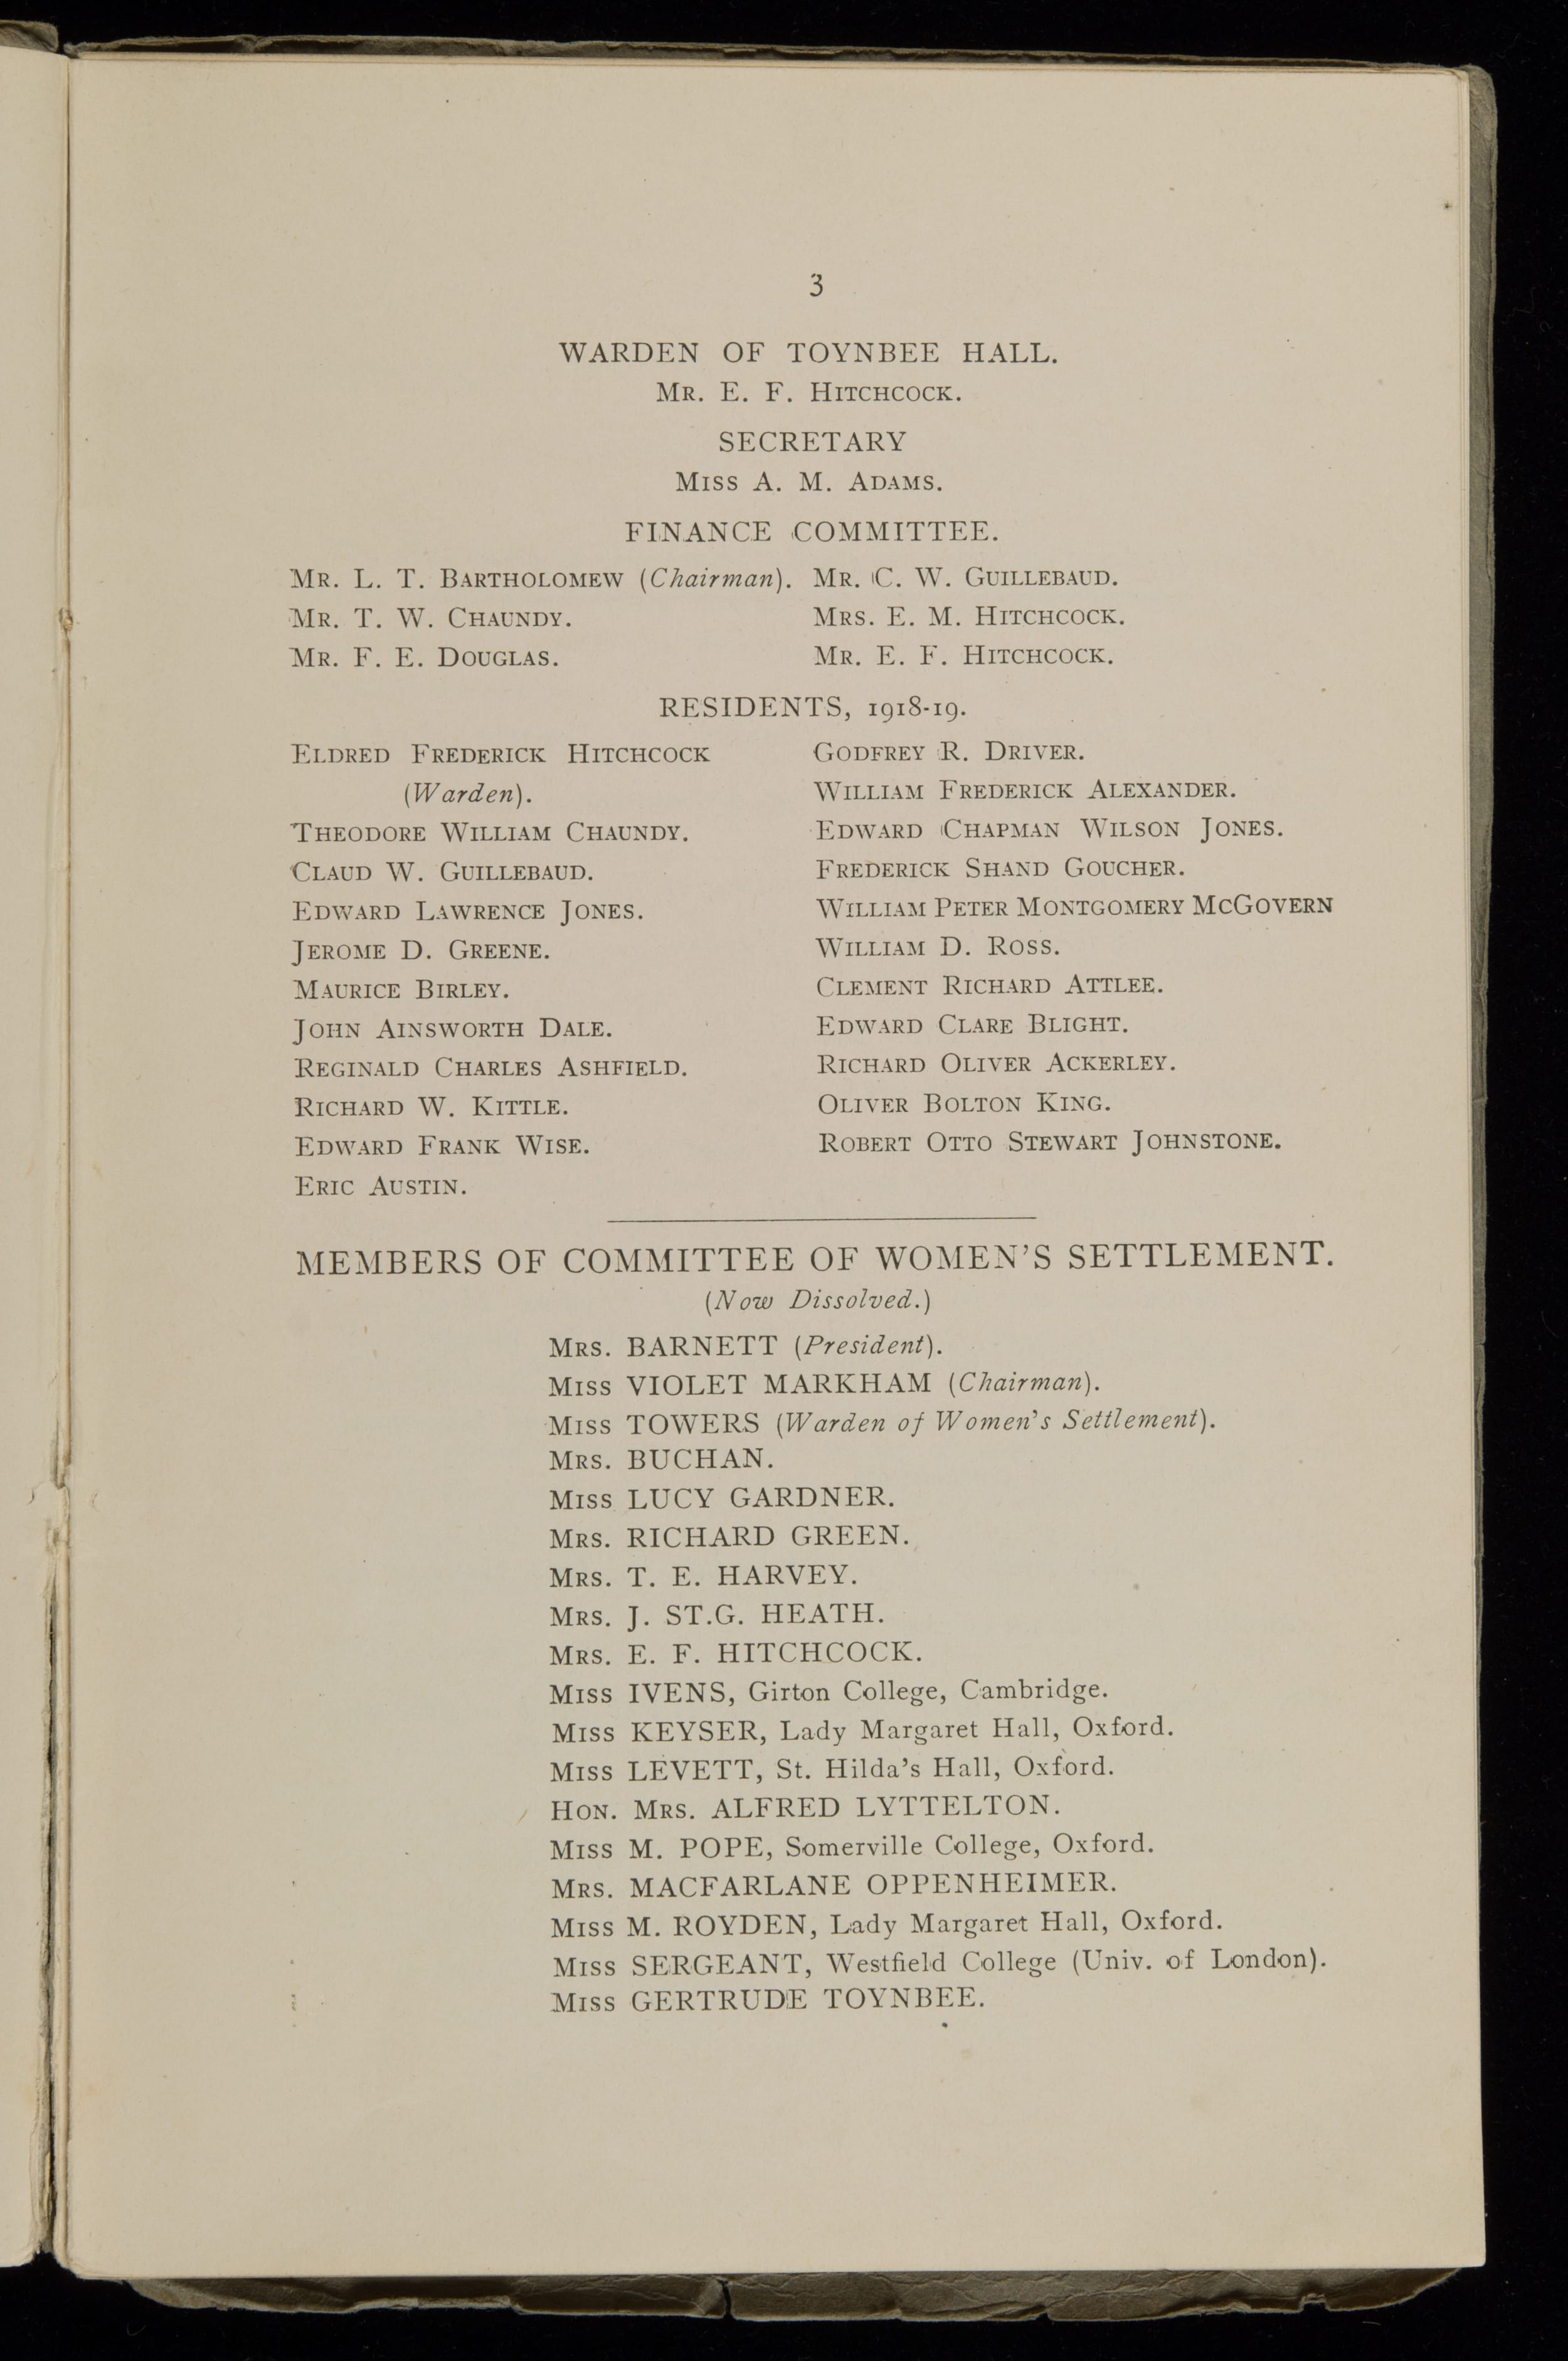 3
WARDEN OF TOYNBEE HALL.
MR. E. F. HITCHCOCK.
SECRETARY
MISS A. M. ADAMS.
FINANCE COMMITTEE.
MR. L. T. BARTHOLOMEW (Chairman). MR. C. W. GUILLEBAUD.
MR. T. W. CHAUNDY. MRS. E. M. HITCHCOCK.
MR. F. E. DOUGLAS. MR. E. F. HITCHCOCK.
RESIDENTS, 1918-19.
ELDRED FREDERICK HITCHCOCK
(Warden).
THEODORE WILLIAM CHAUNDY.
CLAUD W. GUILLEBAUD.
EDWARD LAWRENCE JONES.
JEROME D. GREENE.
MAURICE BIRLEY.
JOHN AINSWORTH DALE.
REGINALD CHARLES ASHFIELD.
RICHARD W. KITTLE.
EDWARD FRANK WISE.
ERIC AUSTIN.
GODFREY R. DRIVER.
WILLIAM FREDERICK ALEXANDER.
EDWARD CHAPMAN WILSON JONES.
FREDERICK SHAND GOUCHER.
WILLIAM PETER MONTGOMERY MCGOVERN
WILLIAM D. ROSS.
CLEMENT RICHARD ATTLEE.
EDWARD CLARE BLIGHT.
RICHARD OLIVER ACKERLEY.
OLIVER BOLTON KING.
ROBERT OTTO STEWART JOHNSTONE.
MEMBERS OF COMMITTEE OF WOMEN'S SETTLEMENT.
(Now Dissolved.)
MRS. BARNETT (President).
MISS VIOLET MARKHAM (Chairman).
MISS TOWERS (Warden of Women's Settlement).
MRS. BUCHAN.
MISS LUCY GARDNER.
MRS. RICHARD GREEN.
MRS. T. E. HARVEY.
MRS. J. ST.G. HEATH.
MRS. E. F. HITCHCOCK.
MISS IVENS, Girton College, Cambridge.
MISS KEYSER, Lady Margaret Hall, Oxford.
MISS LEVETT, St. Hilda's Hall, Oxford.
HON. MRS. ALFRED LYTTELTON.
MISS M. POPE, Somerville College, Oxford.
MRS. MACFARLANE OPPENHEIMER.
MISS M. ROYDEN, Lady Margaret Hall, Oxford.
MISS SERGEANT, Westfield College (Univ. of London).
MISS GERTRUDE TOYNBEE.